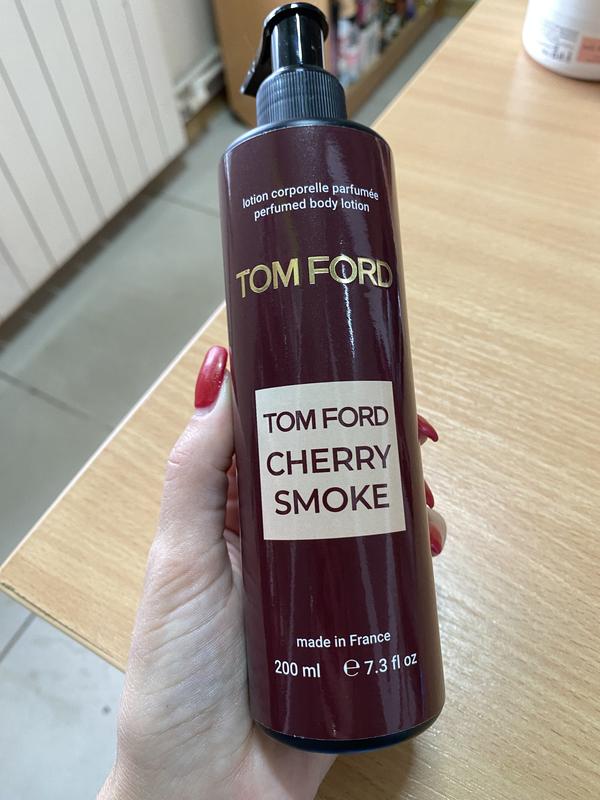 lotion corporelle parfumée
perfumed body lotion
TOM FORD
TOM FORD
CHERRY
SMOKE
made in France
200 ml ℮ 7.3 fl oz